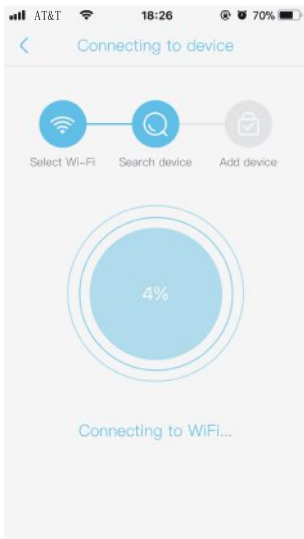 AT&T 18:26 70%
Connecting to device
Select Wi-Fi Search device Add device
4%
Connecting to WiFi...